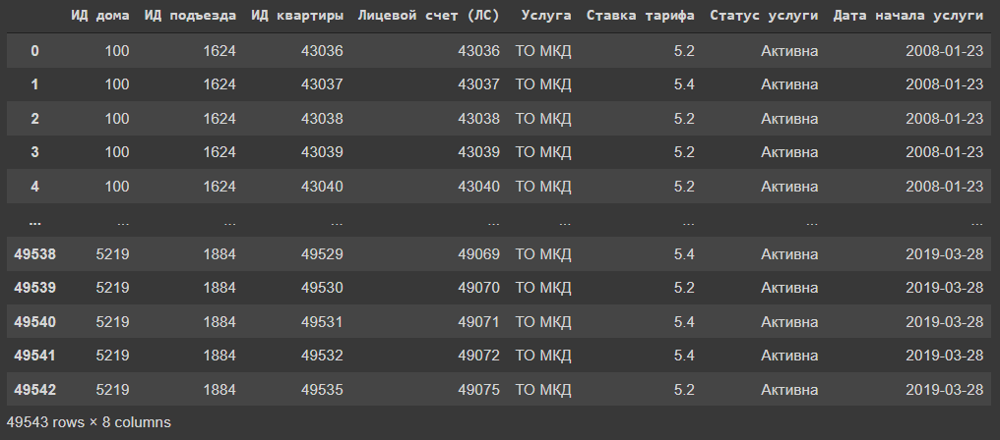 ИД дома ИД подъезда ИД квартиры Лицевой счет (ЛС) Услуга Ставка тарифа Статус услуги Дата начала услуги
0 100 1624 43036 43036 ТО МКД 5.2 Активна 2008-01-23
1 100 1624 43037 43037 ТО МКД 5.4 Активна 2008-01-23
2 100 1624 43038 43038 ТО МКД 5.2 Активна 2008-01-23
3 100 1624 43039 43039 ТО МКД 5.2 Активна 2008-01-23
4 100 1624 43040 43040 ТО МКД 5.2 Активна 2008-01-23
... ... ... ... ... ... ... ... ...
49538 5219 1884 49529 49069 ТО МКД 5.4 Активна 2019-03-28
49539 5219 1884 49530 49070 ТО МКД 5.2 Активна 2019-03-28
49540 5219 1884 49531 49071 ТО МКД 5.4 Активна 2019-03-28
49541 5219 1884 49532 49072 ТО МКД 5.4 Активна 2019-03-28
49542 5219 1884 49535 49075 ТО МКД 5.2 Активна 2019-03-28
49543 rows × 8 columns